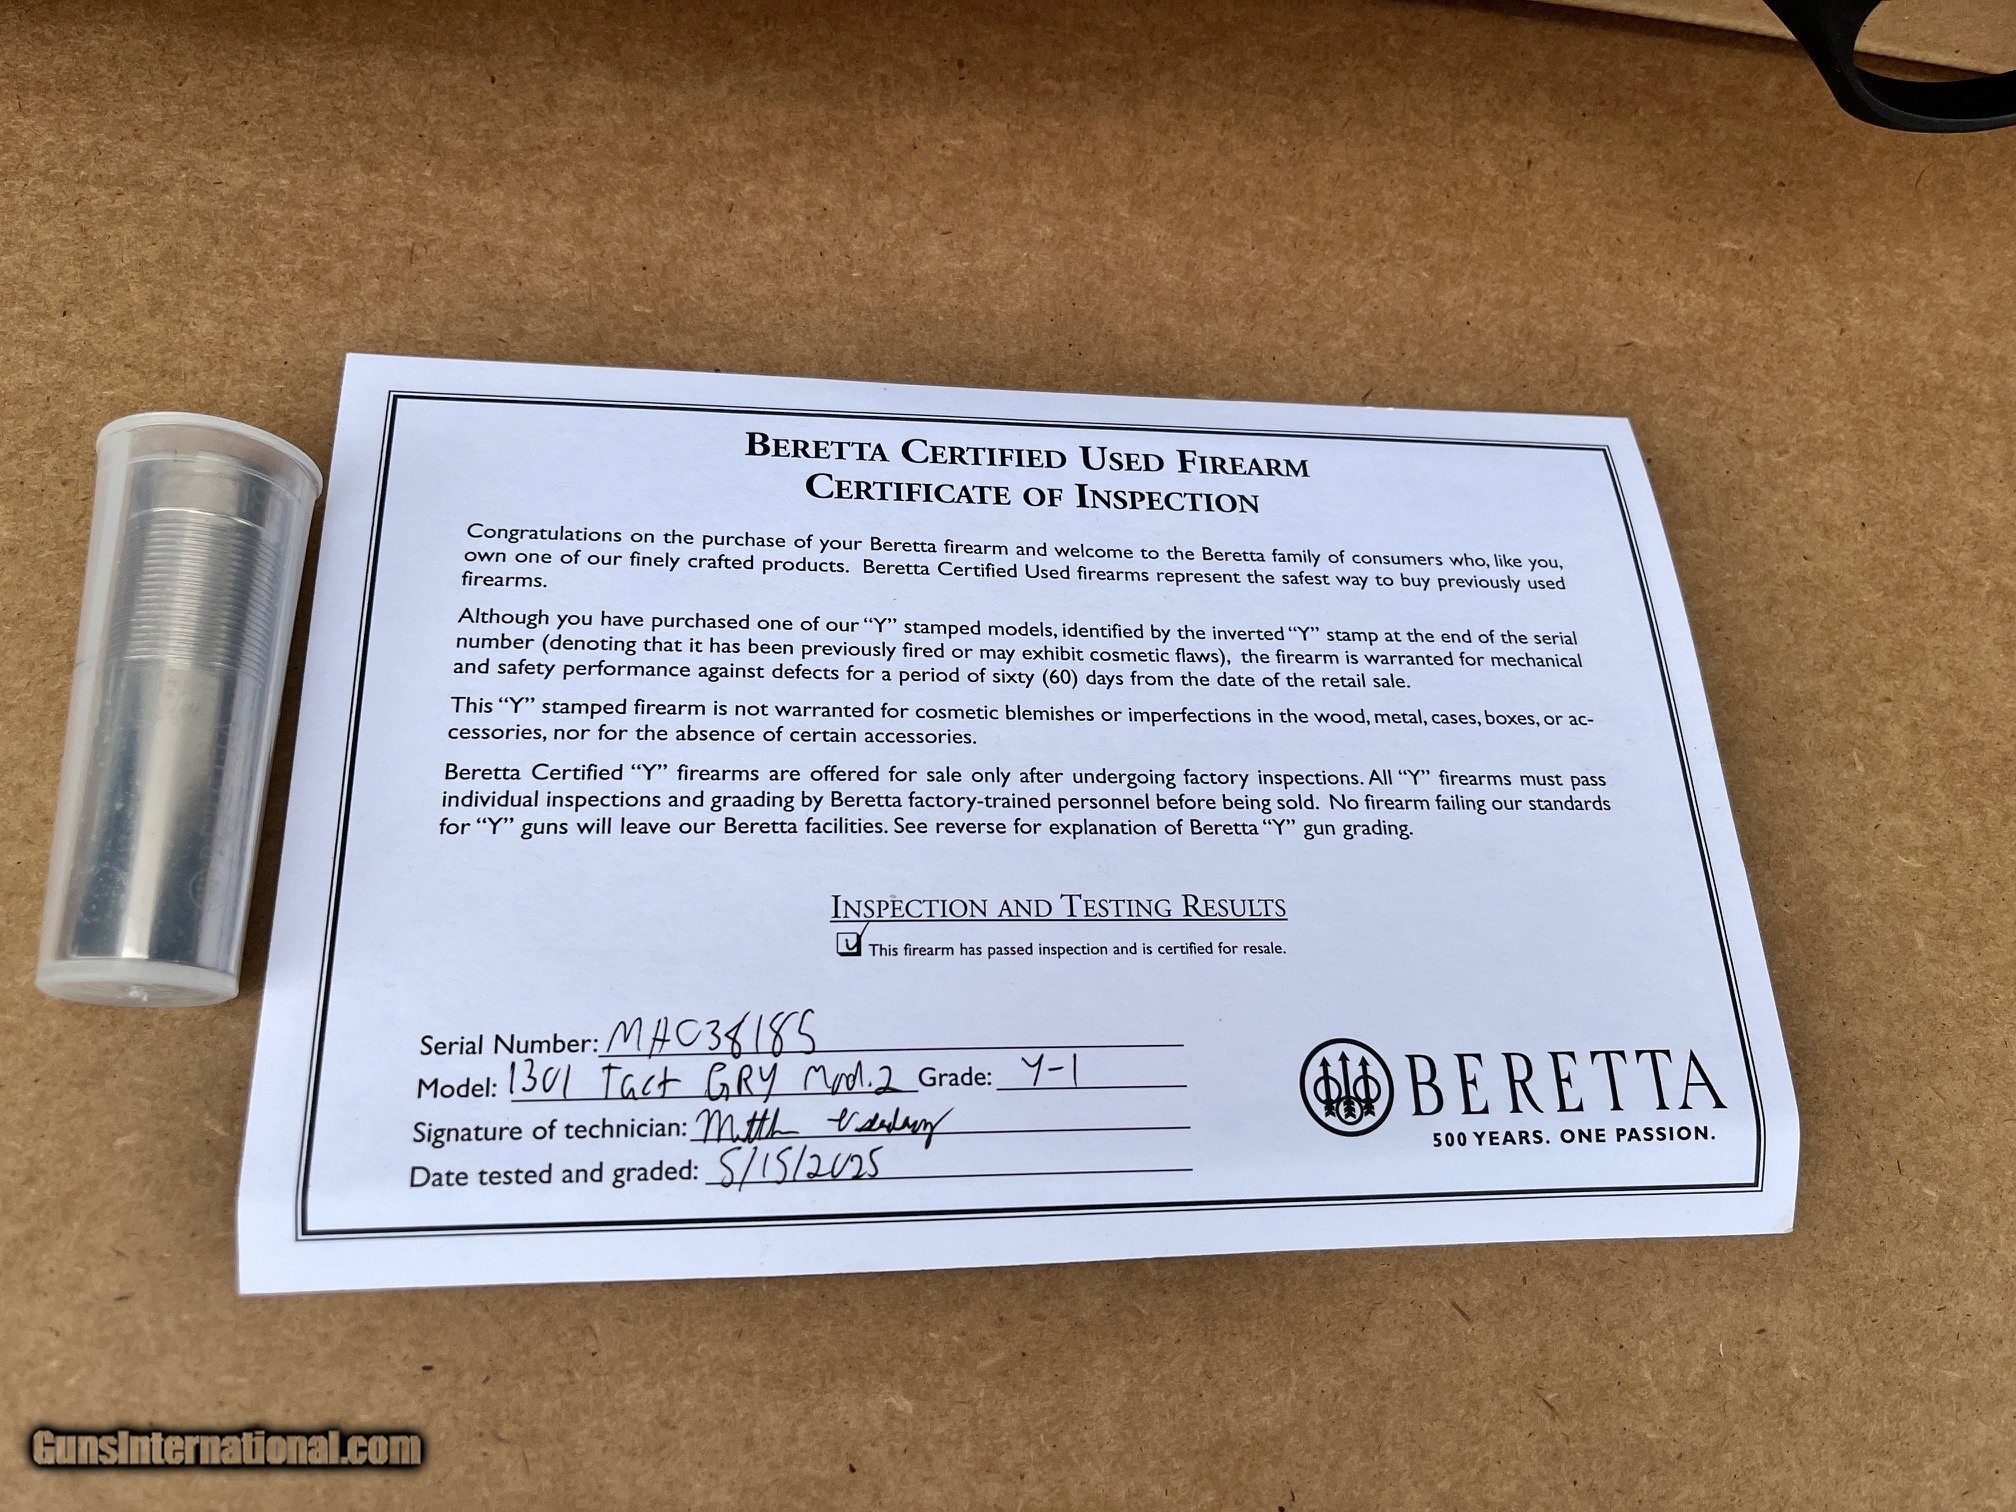 BERETTA CERTIFIED USED FIREARM
CERTIFICATE OF INSPECTION
Congratulations on the purchase of your Beretta firearm and welcome to the Beretta family of consumers who, like you,
own one of our finely crafted products. Beretta Certified Used firearms represent the safest way to buy previously used
firearms.
Although you have purchased one of our "Y" stamped models, identified by the inverted "Y" stamp at the end of the serial
number (denoting that it has been previously fired or may exhibit cosmetic flaws), the firearm is warranted for mechanical
and safety performance against defects for a period of sixty (60) days from the date of the retail sale.
This "Y" stamped firearm is not warranted for cosmetic blemishes or imperfections in the wood, metal, cases, boxes, or ac-
cessories, nor for the absence of certain accessories.
Beretta Certified "Y" firearms are offered for sale only after undergoing factory inspections. All "Y" firearms must pass
individual inspections and graading by Beretta factory-trained personnel before being sold. No firearm failing our standards
for "Y" guns will leave our Beretta facilities. See reverse for explanation of Beretta "Y" gun grading.
INSPECTION AND TESTING RESULTS
This firearm has passed inspection and is certified for resale.
Serial Number: MA038185
Model: 1301 Tact GRY Mod.2 Grade: Y-1
Signature of technician:
Date tested and graded: 5/15/2025
BERETTA
500 YEARS. ONE PASSION.
GunsInternational.com